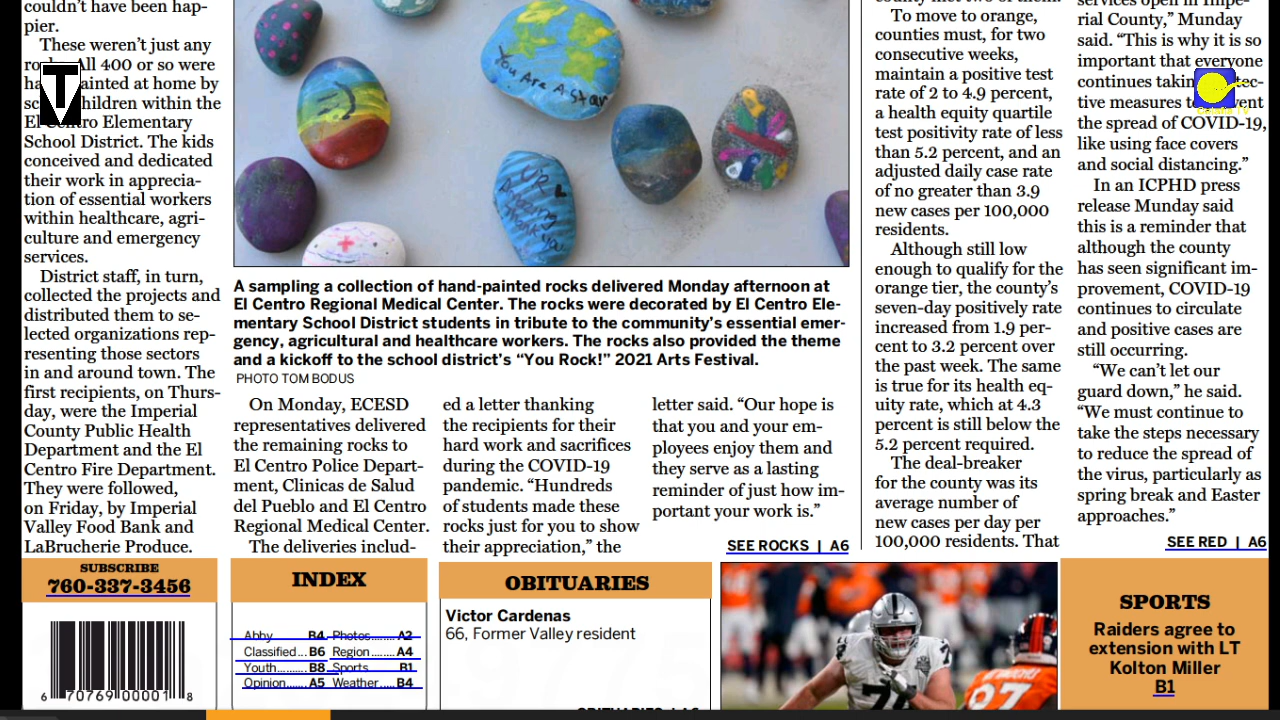 couldn't have been hap-
pier.
These weren't just any
All 400 or so were
ainted at home by
children within the
El Centro Elementary
School District. The kids
conceived and dedicated
their work in apprecia-
tion of essential workers
within healthcare, agri-
culture and emergency
services.
District staff, in turn,
collected the projects and
distributed them to se-
lected organizations rep-
resenting those sectors
in and around town. The
first recipients, on Thurs-
day, were the Imperial
County Public Health
Department and the El
Centro Fire Department.
They were followed,
on Friday, by Imperial
Valley Food Bank and
LaBrucherie Produce.
You Are A Star
UR
Amazing
Thank
you
A sampling a collection of hand-painted rocks delivered Monday afternoon at
El Centro Regional Medical Center. The rocks were decorated by El Centro Ele-
mentary School District students in tribute to the community's essential emer-
gency, agricultural and healthcare workers. The rocks also provided the theme
and a kickoff to the school district's “You Rock!” 2021 Arts Festival.
PHOTO TOM BODUS
On Monday, ECESD
representatives delivered
the remaining rocks to
El Centro Police Depart-
ment, Clinicas de Salud
del Pueblo and El Centro
Regional Medical Center.
The deliveries includ-
ed a letter thanking
the recipients for their
hard work and sacrifices
during the COVID-19
pandemic. “Hundreds
of students made these
rocks just for you to show
their appreciation,” the
letter said. “Our hope is
that you and your em-
ployees enjoy them and
they serve as a lasting
reminder of just how im-
portant your work is.”
SEE ROCKS | A6
To move to orange,
counties must, for two
consecutive weeks,
maintain a positive test
rate of 2 to 4.9 percent,
a health equity quartile
test positivity rate of less
than 5.2 percent, and an
adjusted daily case rate
of no greater than 3.9
new cases per 100,000
residents.
Although still low
enough to qualify for the
orange tier, the county's
seven-day positively rate
increased from 1.9 per-
cent to 3.2 percent over
the past week. The same
is true for its health eq-
uity rate, which at 4.3
percent is still below the
5.2 percent required.
The deal-breaker
for the county was its
average number of
new cases per day per
100,000 residents. That
services open in Impe-
rial County,” Munday
said. “This is why it is so
important that everyone
continues taking protec-
tive measures to prevent
the spread of COVID-19,
like using face covers
and social distancing.”
In an ICPHD press
release Munday said
this is a reminder that
although the county
has seen significant im-
provement, COVID-19
continues to circulate
and positive cases are
still occurring.
“We can't let our
guard down,” he said.
“We must continue to
take the steps necessary
to reduce the spread of
the virus, particularly as
spring break and Easter
approaches.”
SEE RED | A6
SUBSCRIBE
760-337-3456
6 70769 00001 8
INDEX
Abby B4 Photos........A2
Classified...B6 Region........A4
Youth.........B8 Sports B1
Opinion.......A5 Weather....B4
OBITUARIES
Victor Cardenas
66, Former Valley resident
OBITUARIES | A6
SPORTS
Raiders agree to
extension with LT
Kolton Miller
B1